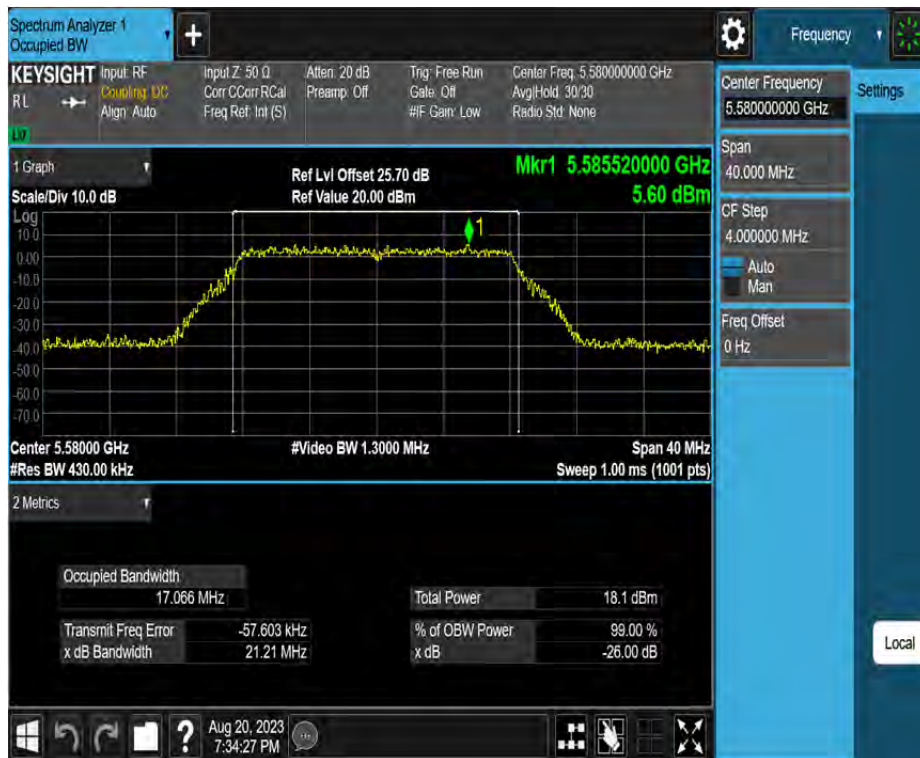 Spectrum Analyzer 1
Occupied BW
+
Frequency
KEYSIGHT
RL
Input: RF
Coupling: DC
Align: Auto
Input Z: 50 Ω
Corr CCorr RCal
Freq Ref: Int (S)
Atten: 20 dB
Preamp: Off
Trig: Free Run
Gate: Off
#IF Gain: Low
Center Freq: 5.580000000 GHz
Avg|Hold: 30/30
Radio Std: None
Center Frequency
5.580000000 GHz
Settings
Span
40.000 MHz
CF Step
4.000000 MHz
Auto
Man
Freq Offset
0 Hz
Local
1 Graph
Scale/Div 10.0 dB
Ref Lvl Offset 25.70 dB
Ref Value 20.00 dBm
Mkr1 5.585520000 GHz
5.60 dBm
Log
10.0
0.00
-10.0
-20.0
-30.0
-40.0
-50.0
-60.0
-70.0
1
Center 5.58000 GHz
#Res BW 430.00 kHz
#Video BW 1.3000 MHz
Span 40 MHz
Sweep 1.00 ms (1001 pts)
2 Metrics
Occupied Bandwidth
17.066 MHz
Transmit Freq Error -57.603 kHz
x dB Bandwidth 21.21 MHz
Total Power 18.1 dBm
% of OBW Power 99.00 %
x dB -26.00 dB
?
Aug 20, 2023
7:34:27 PM